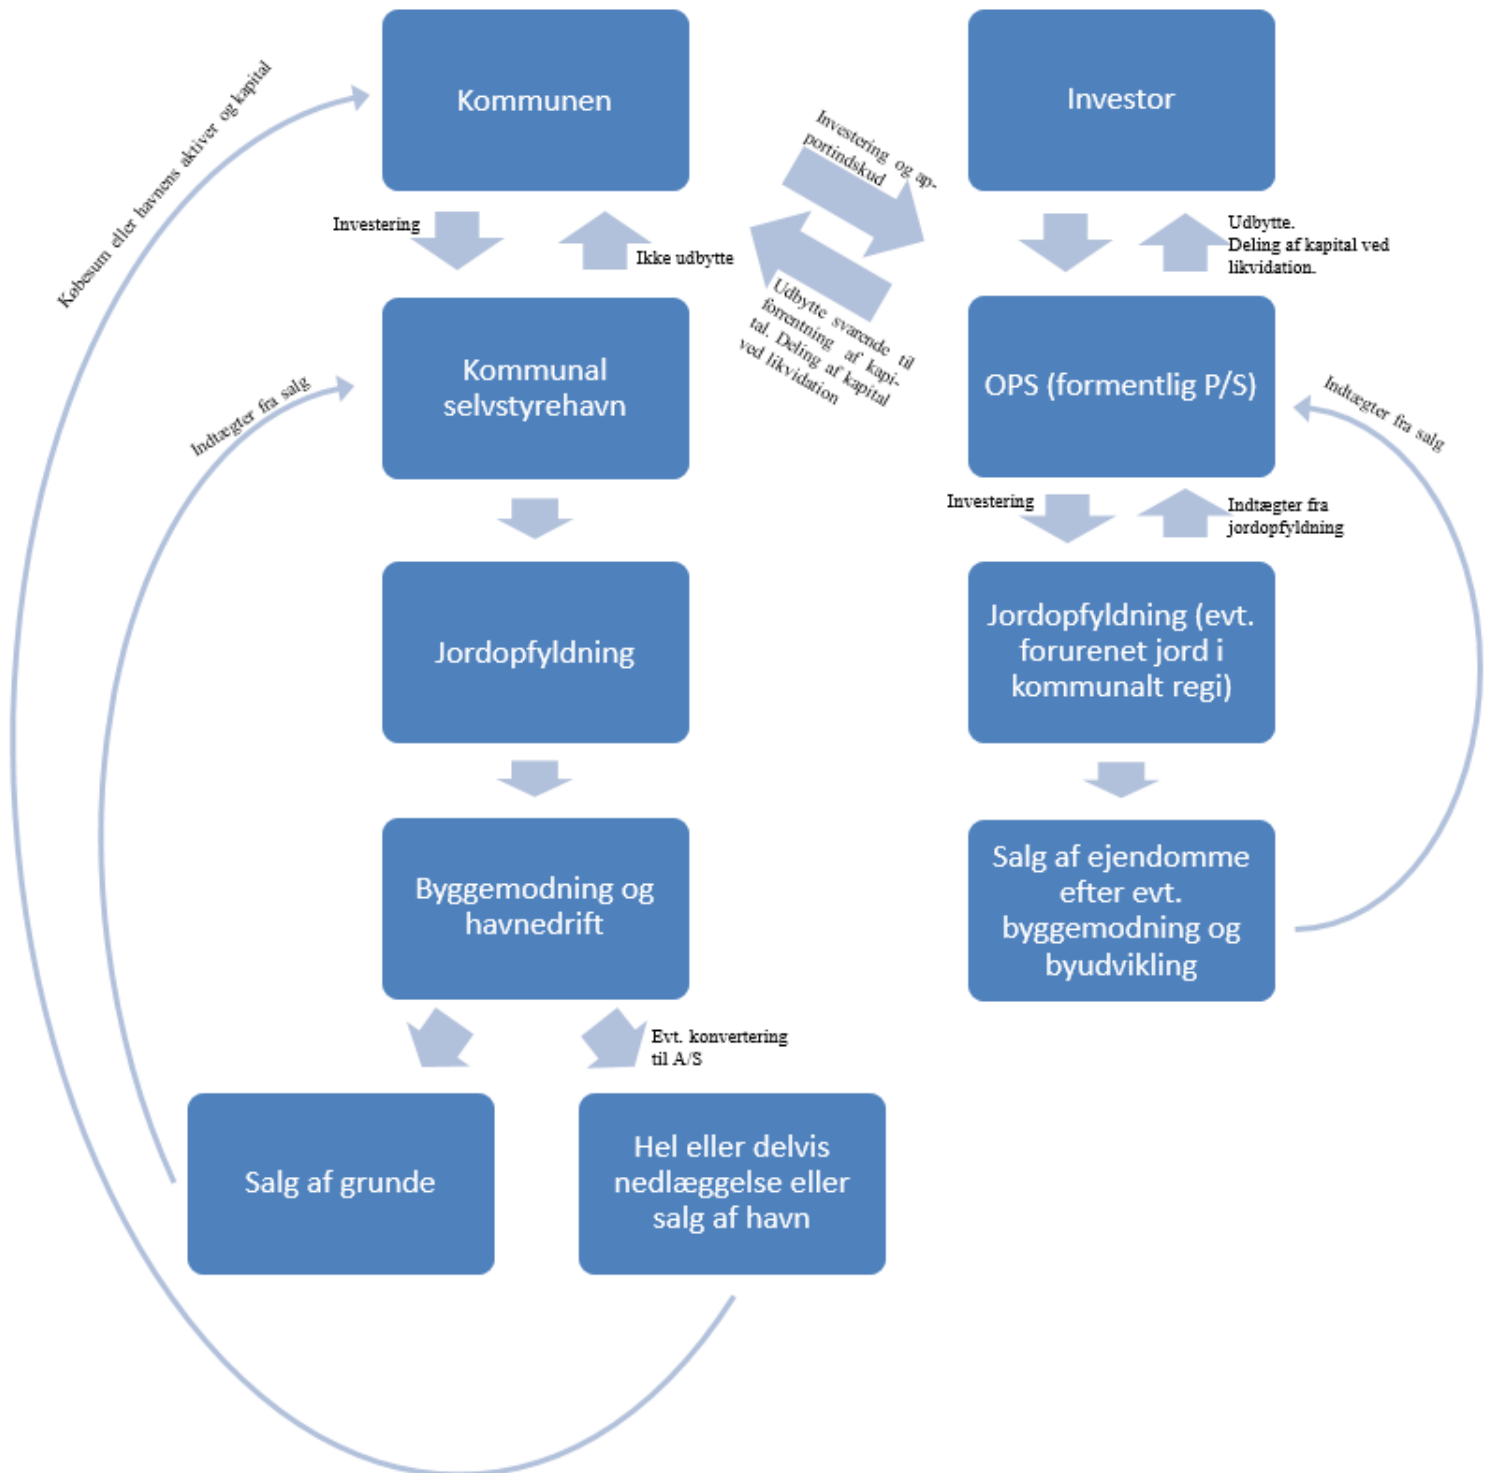 Kommunen
Investor
Købesum eller havnens aktiver og kapital
Investering og ap-
portindskud
Investering
Ikke udbytte
Udbytte.
Deling af kapital ved
likvidation.
Udbytte svarende til
forrentning af kapi-
tal. Deling af kapital
ved likvidation
Kommunal
selvstyrehavn
OPS (formentlig P/S)
Indtægter fra salg
Indtægter fra salg
Investering
Indtægter fra
jordopfyldning
Jordopfyldning
Jordopfyldning (evt.
forurenet jord i
kommunalt regi)
Byggemodning og
havnedrift
Salg af ejendomme
efter evt.
byggemodning og
byudvikling
Evt. konvertering
til A/S
Salg af grunde
Hel eller delvis
nedlæggelse eller
salg af havn